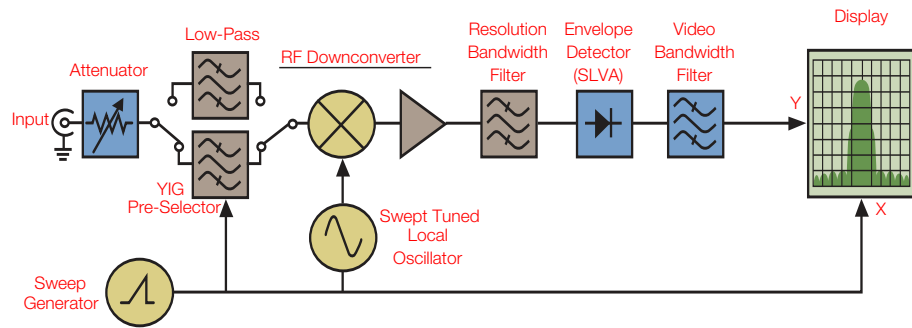 Display
Low-Pass
Resolution
Bandwidth
Filter
Envelope
Detector
(SLVA)
Video
Bandwidth
Filter
RF Downconverter
Attenuator
Input
Y
YIG
Pre-Selector
X
Swept Tuned
Local
Oscillator
Sweep
Generator